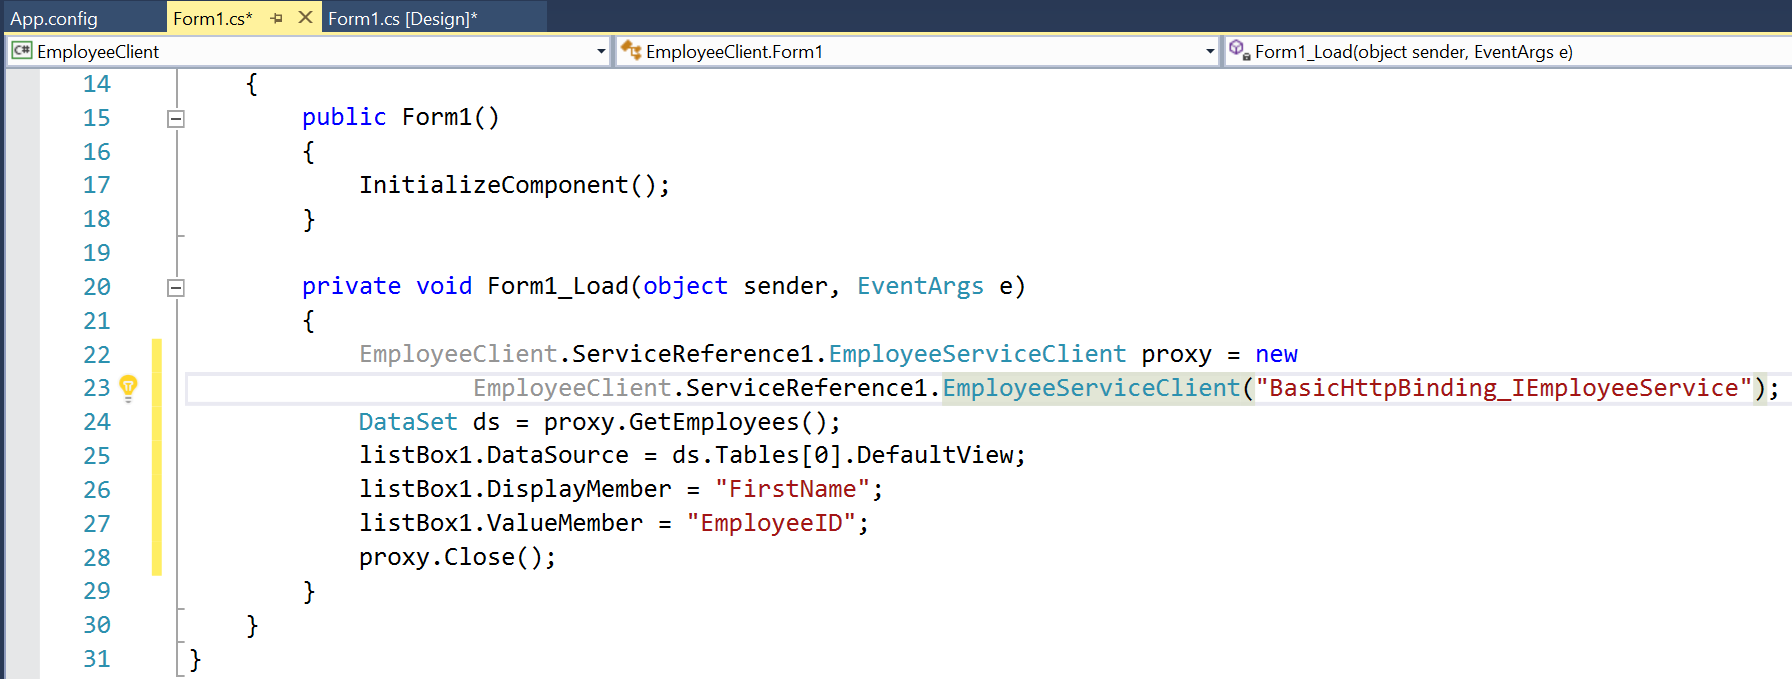 App.config Form1.cs* Form1.cs [Design]*
C# EmployeeClient EmployeeClient.Form1 Form1_Load(object sender, EventArgs e)
14 {
15 public Form1()
16 {
17 InitializeComponent();
18 }
19
20 private void Form1_Load(object sender, EventArgs e)
21 {
22 EmployeeClient.ServiceReference1.EmployeeServiceClient proxy = new
23 EmployeeClient.ServiceReference1.EmployeeServiceClient("BasicHttpBinding_IEmployeeService");
24 DataSet ds = proxy.GetEmployees();
25 listBox1.DataSource = ds.Tables[0].DefaultView;
26 listBox1.DisplayMember = "FirstName";
27 listBox1.ValueMember = "EmployeeID";
28 proxy.Close();
29 }
30 }
31 }